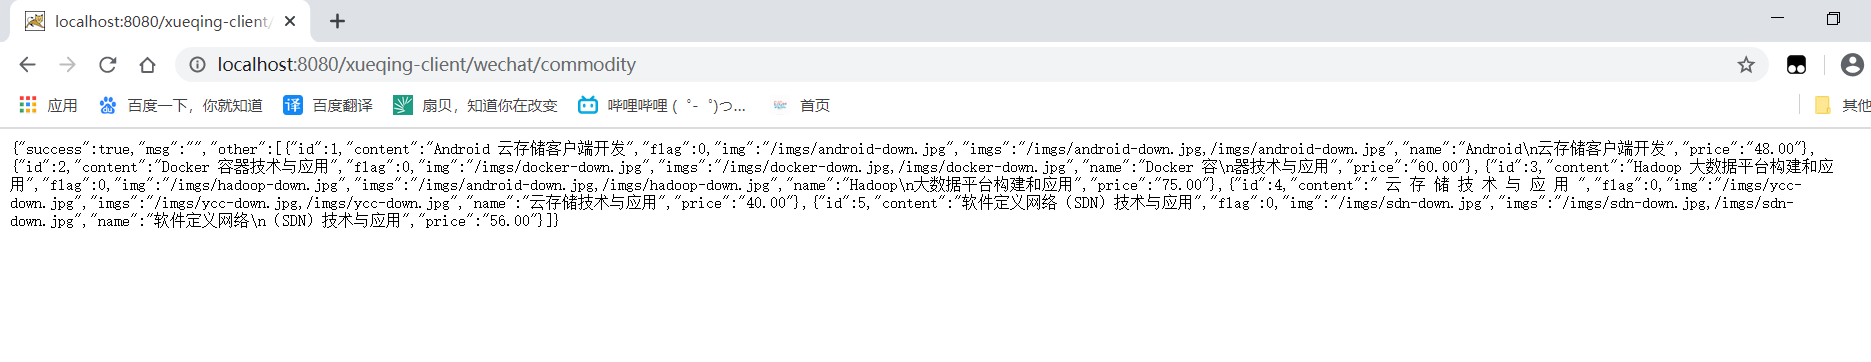 localhost:8080/xueqing-client/
localhost:8080/xueqing-client/wechat/commodity
应用 百度一下，你就知道 百度翻译 扇贝，知道你在改变 哔哩哔哩 ( ゜- ゜)つ... 首页 其他
{"success":true,"msg":"","other":[{"id":1,"content":"Android 云存储客户端开发","flag":0,"img":"/imgs/android-down.jpg","imgs":"/imgs/android-down.jpg,/imgs/android-down.jpg","name":"Android\n云存储客户端开发","price":"48.00"},
{"id":2,"content":"Docker 容器技术与应用","flag":0,"img":"/imgs/docker-down.jpg","imgs":"/imgs/docker-down.jpg,/imgs/docker-down.jpg","name":"Docker 容\n器技术与应用","price":"60.00"},{"id":3,"content":"Hadoop 大数据平台构建和应
用","flag":0,"img":"/imgs/hadoop-down.jpg","imgs":"/imgs/android-down.jpg,/imgs/hadoop-down.jpg","name":"Hadoop\n大数据平台构建和应用","price":"75.00"},{"id":4,"content":" 云 存 储 技 术 与 应 用 ","flag":0,"img":"/imgs/ycc-
down.jpg","imgs":"/imgs/ycc-down.jpg,/imgs/ycc-down.jpg","name":"云存储技术与应用","price":"40.00"},{"id":5,"content":"软件定义网络（SDN）技术与应用","flag":0,"img":"/imgs/sdn-down.jpg","imgs":"/imgs/sdn-down.jpg,/imgs/sdn-
down.jpg","name":"软件定义网络\n（SDN）技术与应用","price":"56.00"}]}